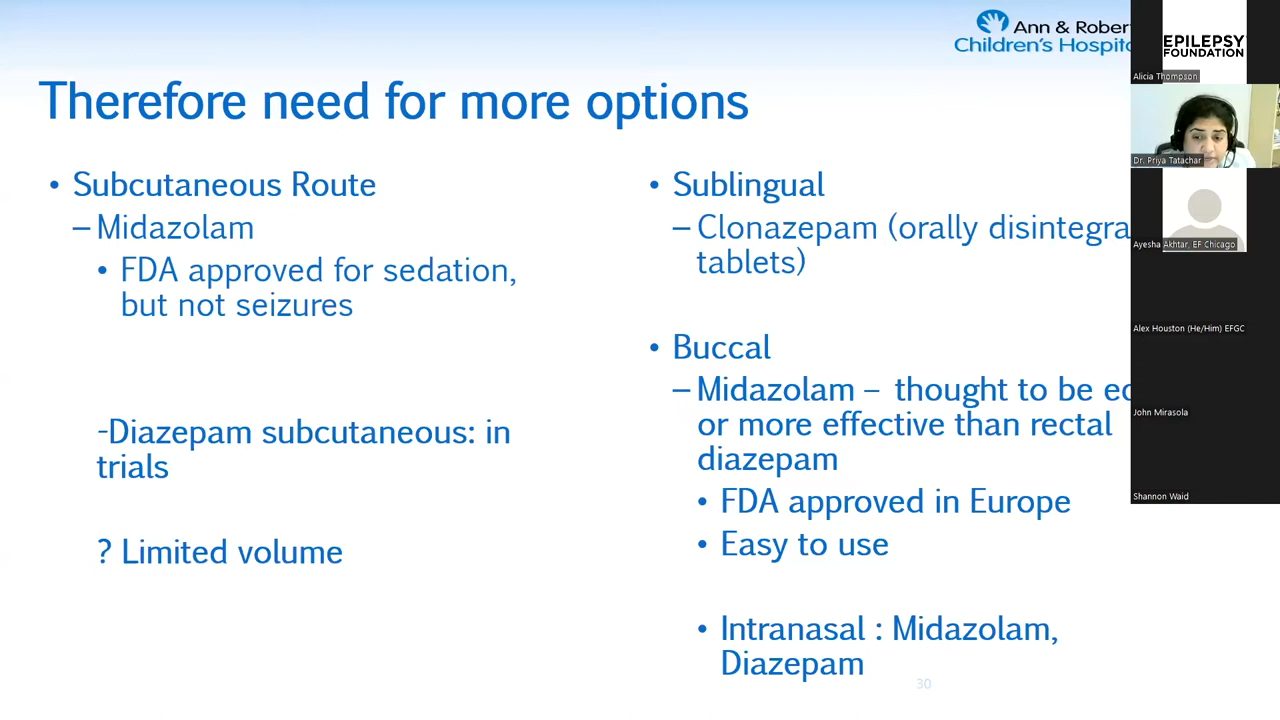 Ann & Rober
Children's Hospit
Therefore need for more options
• Subcutaneous Route
– Midazolam
• FDA approved for sedation,
but not seizures
-Diazepam subcutaneous: in
trials
? Limited volume
• Sublingual
– Clonazepam (orally disintegra
tablets)
• Buccal
– Midazolam – thought to be
or more effective than rectal
diazepam
• FDA approved in Europe
• Easy to use
• Intranasal : Midazolam,
Diazepam
30
EPILEPSY
FOUNDATION
Alicia Thompson
Dr. Priya Tatachar
Ayesha Akhtar, EF Chicago
Alex Houston (He/Him) EFGC
John Mirasola
Shannon Waid